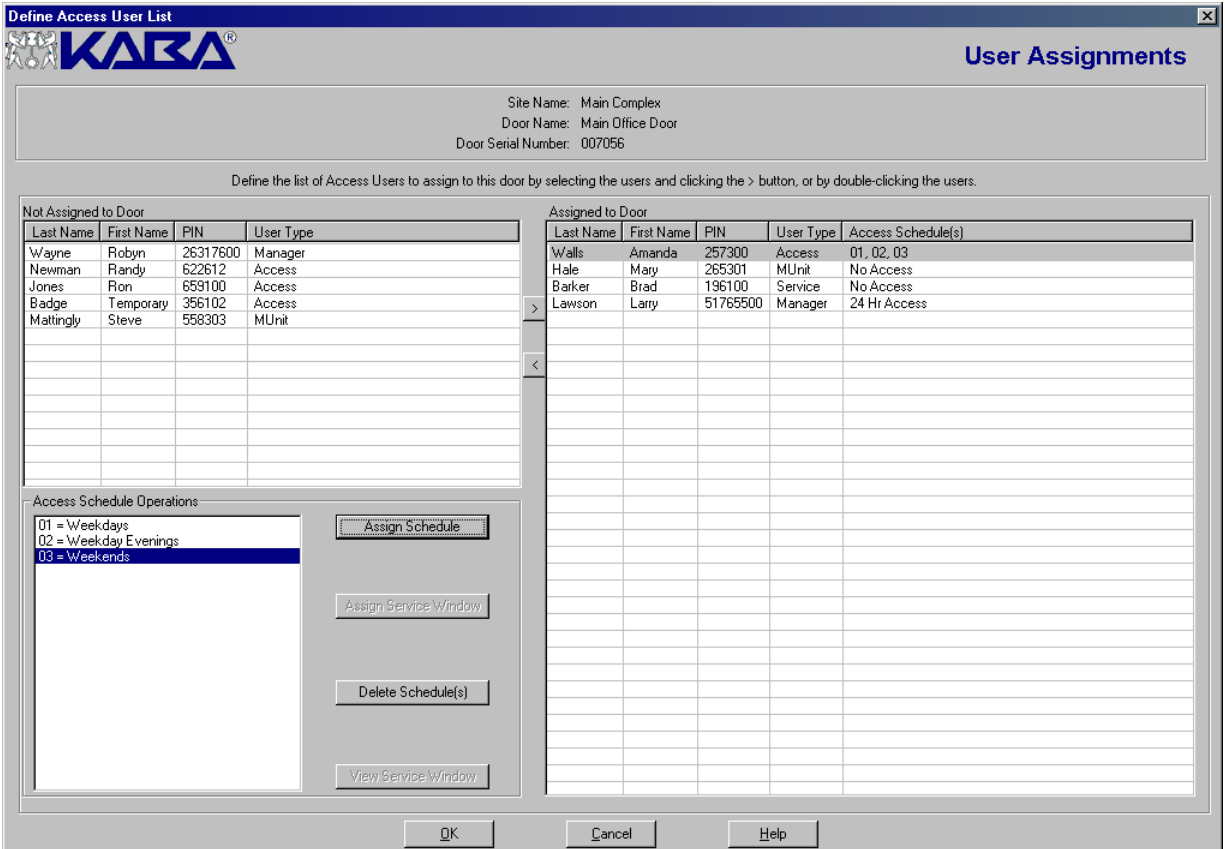 Define Access User List
KABA®
User Assignments
Site Name: Main Complex
Door Name: Main Office Door
Door Serial Number: 007056
Define the list of Access Users to assign to this door by selecting the users and clicking the > button, or by double-clicking the users.
Not Assigned to Door
Last Name First Name PIN User Type
Wayne Robyn 26317600 Manager
Newman Randy 622612 Access
Jones Ron 659100 Access
Badge Temporary 356102 Access
Mattingly Steve 558303 MUnit
>
<
Assigned to Door
Last Name First Name PIN User Type Access Schedule(s)
Walls Amanda 257300 Access 01, 02, 03
Hale Mary 265301 MUnit No Access
Barker Brad 196100 Service No Access
Lawson Larry 51765500 Manager 24 Hr Access
Access Schedule Operations
01 = Weekdays
02 = Weekday Evenings
03 = Weekends
Assign Schedule
Assign Service Window
Delete Schedule(s)
View Service Window
OK Cancel Help